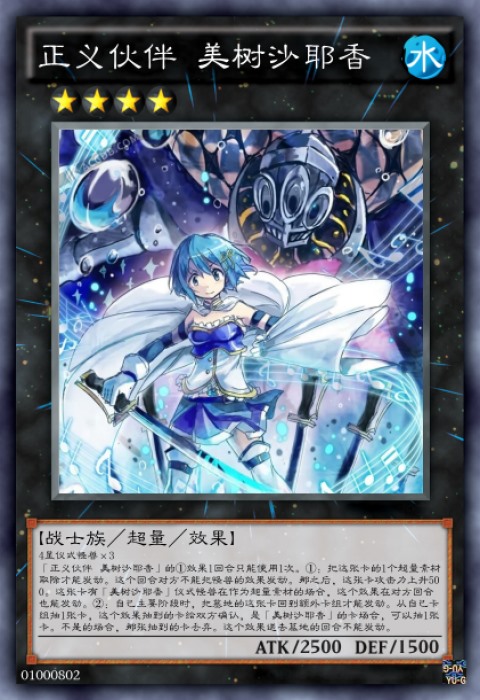 正义伙伴 美树沙耶香
水
【战士族／超量／效果】
4星仪式怪兽×3
「正义伙伴 美树沙耶香」的①效果1回合只能使用1次。①：把这张卡的1个超量素材
取除才能发动。这个回合对方不能把怪兽的效果发动。那之后，这张卡攻击力上升50
0。这张卡有「美树沙耶香」仪式怪兽在作为超量素材的场合，这个效果在对方回合
也能发动。②：自己主要阶段时，把墓地的这张卡回到额外卡组才能发动。从自己卡
组抽1张卡，这个效果抽到的卡给双方确认，是「美树沙耶香」的卡场合，可以抽1张
卡。不是的场合，那张抽到的卡去弃。这个效果送去墓地的回合不能发动。
ATK/2500 DEF/1500
01000802